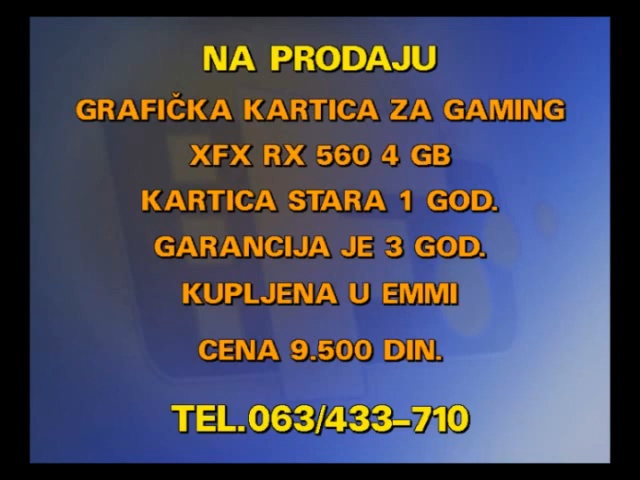 NA PRODAJU
GRAFIČKA KARTICA ZA GAMING
XFX RX 560 4 GB
KARTICA STARA 1 GOD.
GARANCIJA JE 3 GOD.
KUPLJENA U EMMI
CENA 9.500 DIN.
TEL.063/433-710